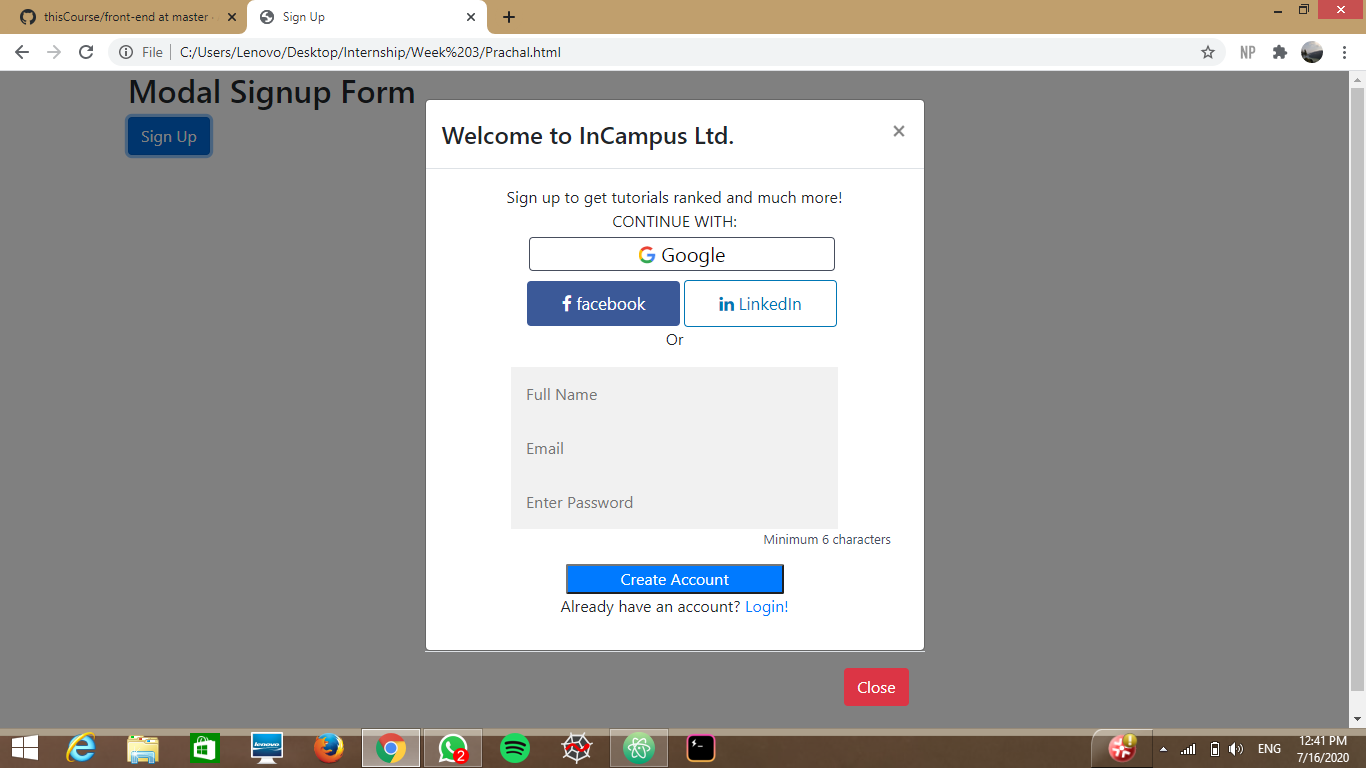 thisCourse/front-end at master
Sign Up
File
C:/Users/Lenovo/Desktop/Internship/Week%203/Prachal.html
NP
Modal Signup Form
Sign Up
Welcome to InCampus Ltd.
×
Sign up to get tutorials ranked and much more!
CONTINUE WITH:
Google
facebook
LinkedIn
Or
Full Name
Email
Enter Password
Minimum 6 characters
Create Account
Already have an account? Login!
Close
lenovo
2
ENG
12:41 PM
7/16/2020